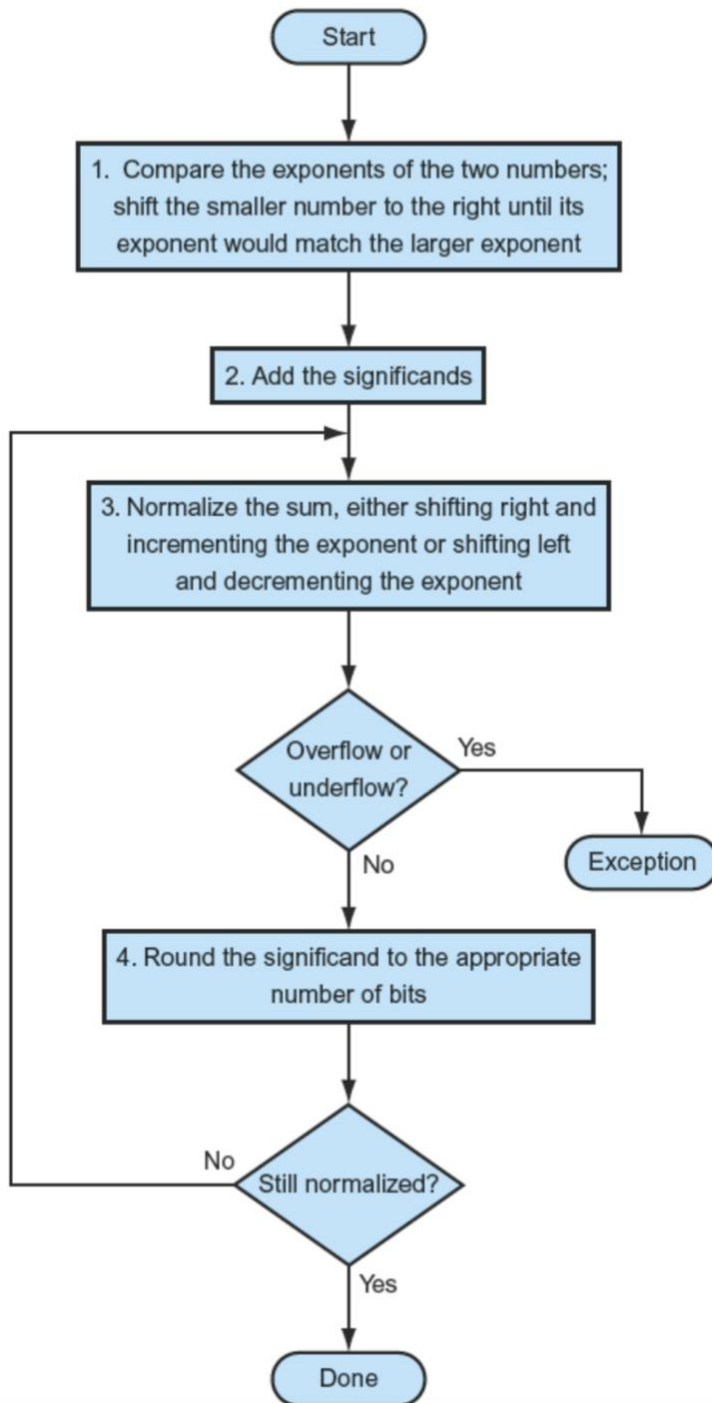 Start
1. Compare the exponents of the two numbers;
shift the smaller number to the right until its
exponent would match the larger exponent
2. Add the significands
3. Normalize the sum, either shifting right and
incrementing the exponent or shifting left
and decrementing the exponent
Overflow or
underflow?
Yes
Exception
No
4. Round the significand to the appropriate
number of bits
No
Still normalized?
Yes
Done